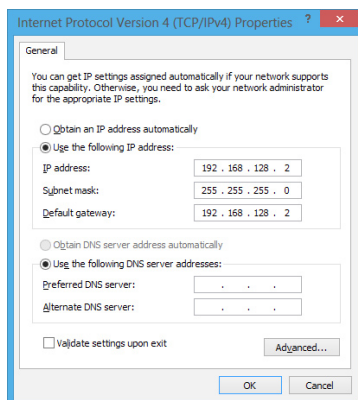 Internet Protocol Version 4 (TCP/IPv4) Properties ? ×
General
You can get IP settings assigned automatically if your network supports
this capability. Otherwise, you need to ask your network administrator
for the appropriate IP settings.
Obtain an IP address automatically
Use the following IP address:
IP address: 192 . 168 . 128 . 2
Subnet mask: 255 . 255 . 255 . 0
Default gateway: 192 . 168 . 128 . 2
Obtain DNS server address automatically
Use the following DNS server addresses:
Preferred DNS server: . . .
Alternate DNS server: . . .
Validate settings upon exit
Advanced...
OK Cancel